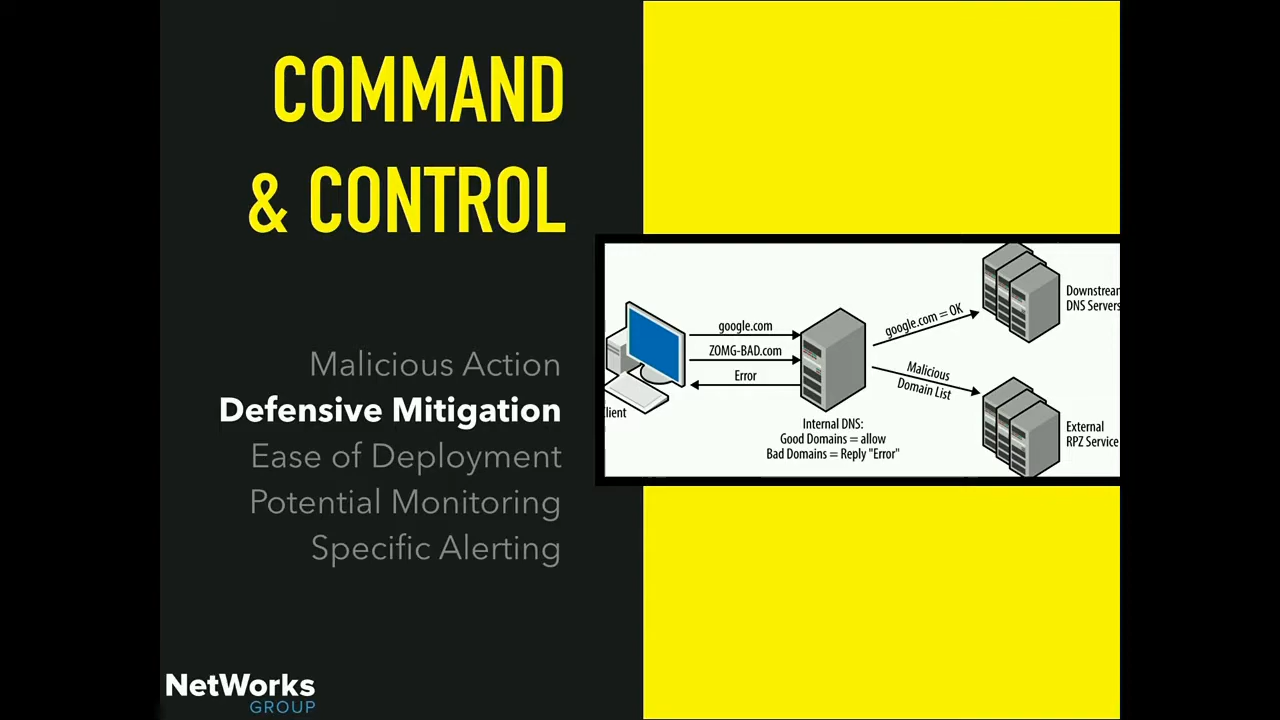 COMMAND
& CONTROL
Malicious Action
Defensive Mitigation
Ease of Deployment
Potential Monitoring
Specific Alerting
google.com
ZOMG-BAD.com
Error
lient
Internal DNS:
Good Domains = allow
Bad Domains = Reply "Error"
google.com = OK
Malicious
Domain List
Downstream
DNS Servers
External
RPZ Service
NetWorks
GROUP